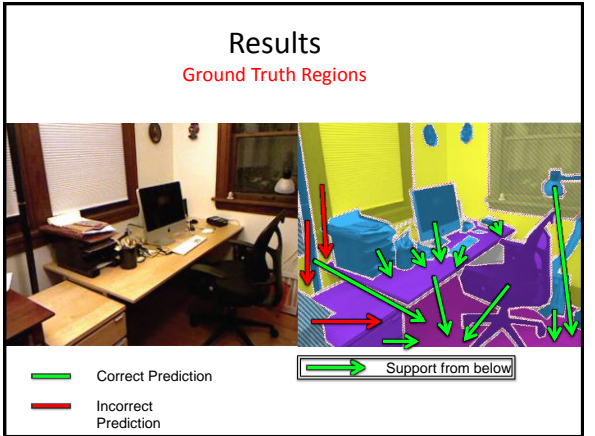 Results
Ground Truth Regions
Correct Prediction
Support from below
Incorrect
Prediction